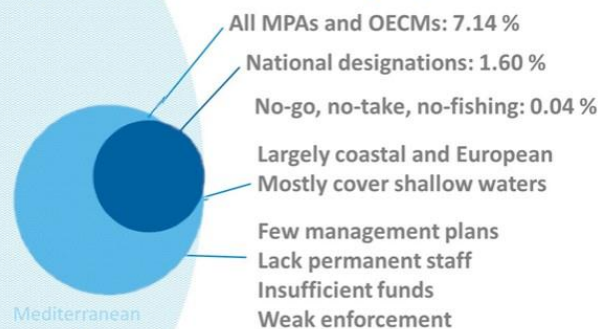 All MPAs and OECMs: 7.14 %
National designations: 1.60 %
No-go, no-take, no-fishing: 0.04 %
Largely coastal and European
Mostly cover shallow waters
Few management plans
Lack permanent staff
Insufficient funds
Weak enforcement
Mediterranean